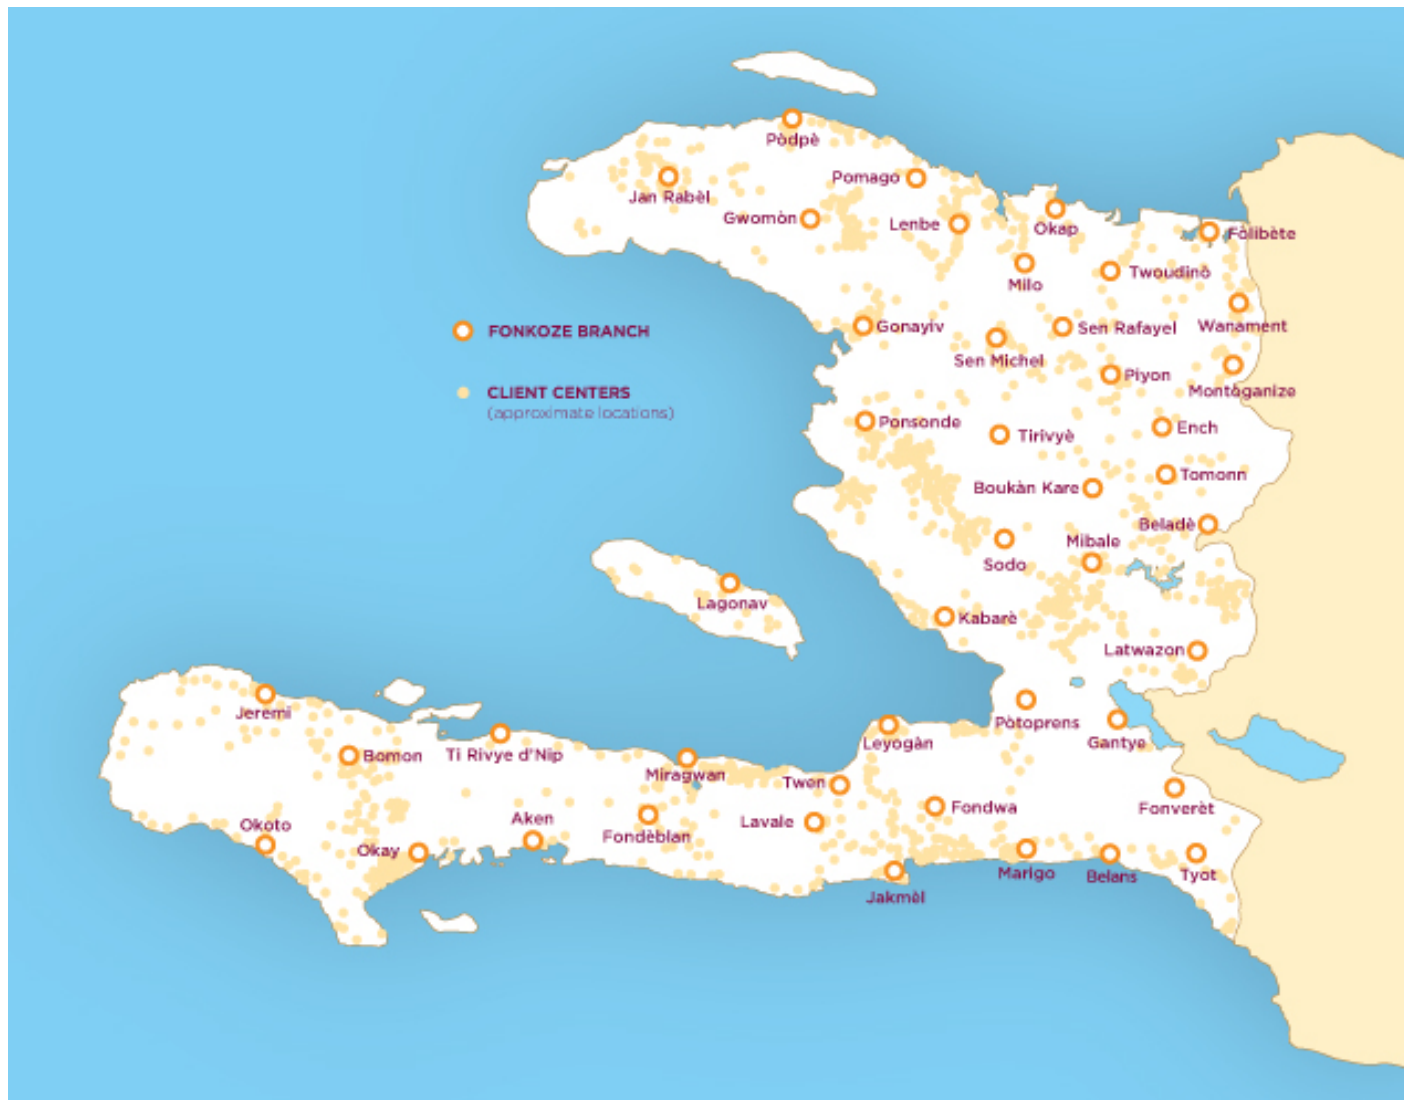 Pòdpè
Jan Rabèl
Pomago
Gwomòn
Lenbe
Okap
Fòlibète
Milo
Twoudinò
FONKOZE BRANCH
Gonayiv
Sen Michel
Sen Rafayel
Wanament
Piyon
Montòganize
CLIENT CENTERS
(approximate locations)
Ponsonde
Tirivyè
Ench
Boukàn Kare
Tomonn
Beladè
Sodo
Mibale
Lagonav
Kabarè
Latwazon
Jeremi
Bomon
Ti Rivye d'Nip
Miragwan
Leyogàn
Pòtoprens
Gantye
Twen
Okoto
Okay
Aken
Fondèblan
Lavale
Fondwa
Fonverèt
Jakmèl
Marigo
Belans
Tyot